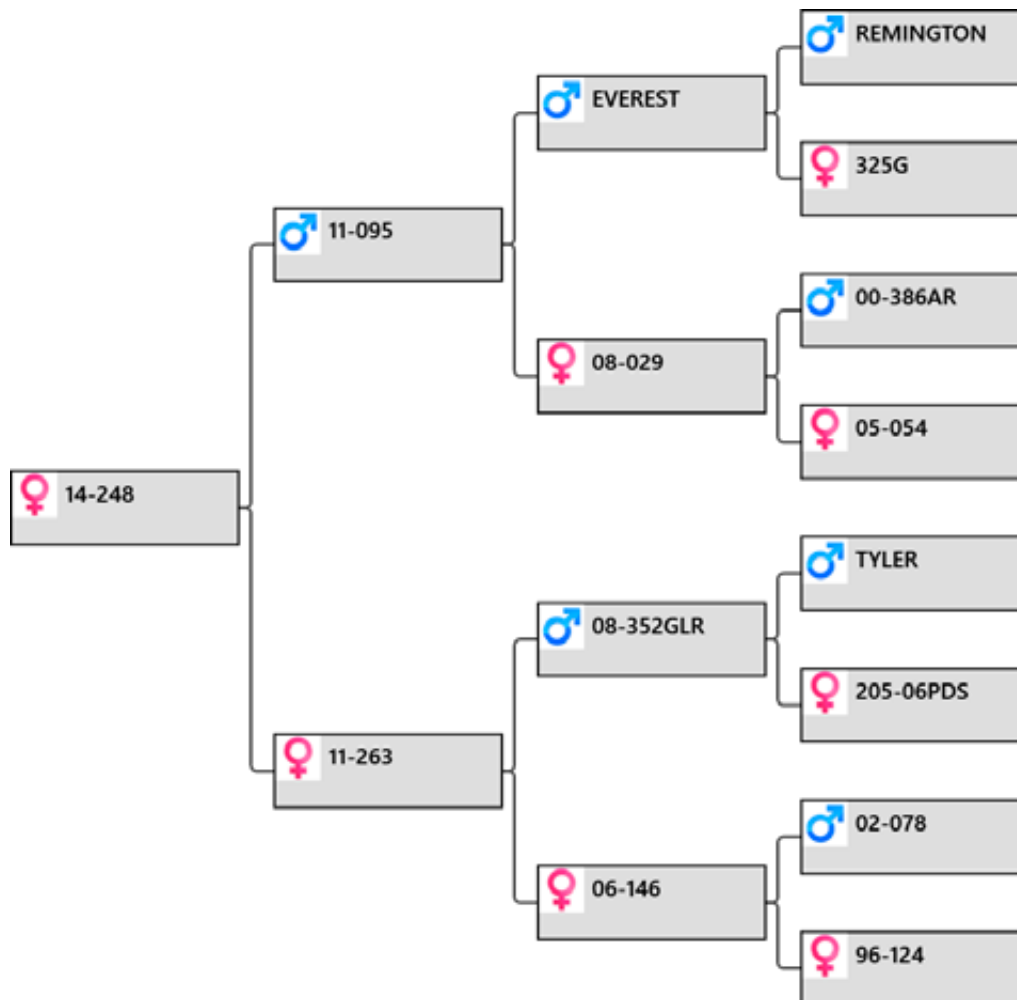 REMINGTON
EVEREST
325G
11-095
00-386AR
08-029
05-054
14-248
TYLER
08-352GLR
205-06PDS
11-263
02-078
06-146
96-124